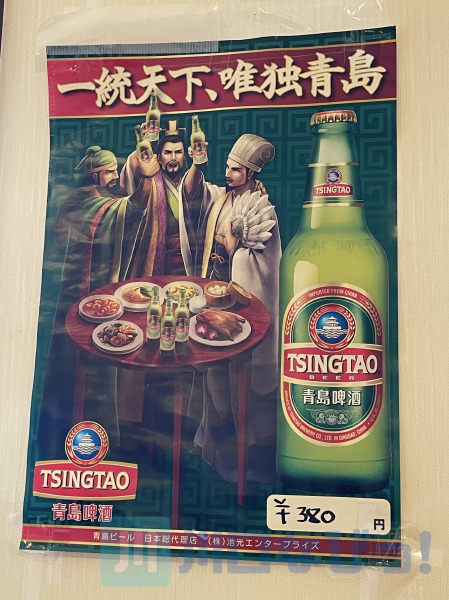 一統天下、唯独青島
TSINGTAO
IMPORTED FROM CHINA
TSINGTAO
BEER
青島啤酒
TSINGTAO
青島啤酒
¥380
円
青島ビール 日本総代理店 (株)池光エンタープライズ